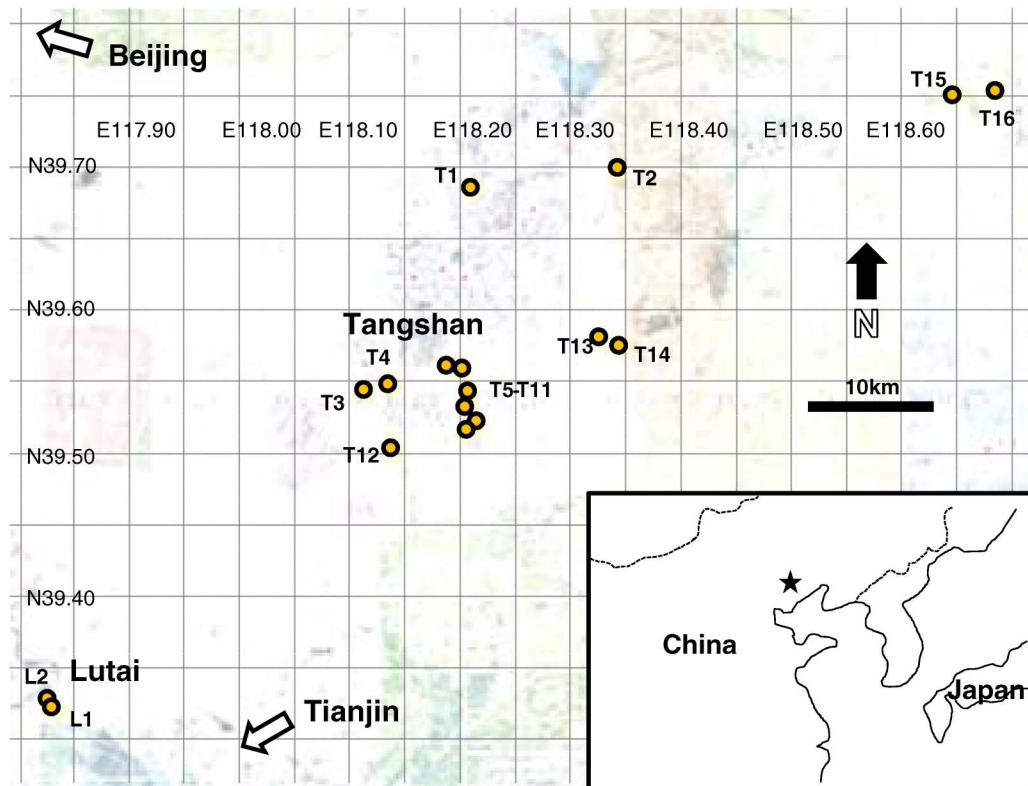 Beijing
T15
T16
E117.90 E118.00 E118.10 E118.20 E118.30 E118.40 E118.50 E118.60
N39.70
T1
T2
N39.60
N
Tangshan
T13
T14
T4
T3
T5-T11
10km
T12
N39.50
N39.40
China
Japan
L2
Lutai
L1
Tianjin